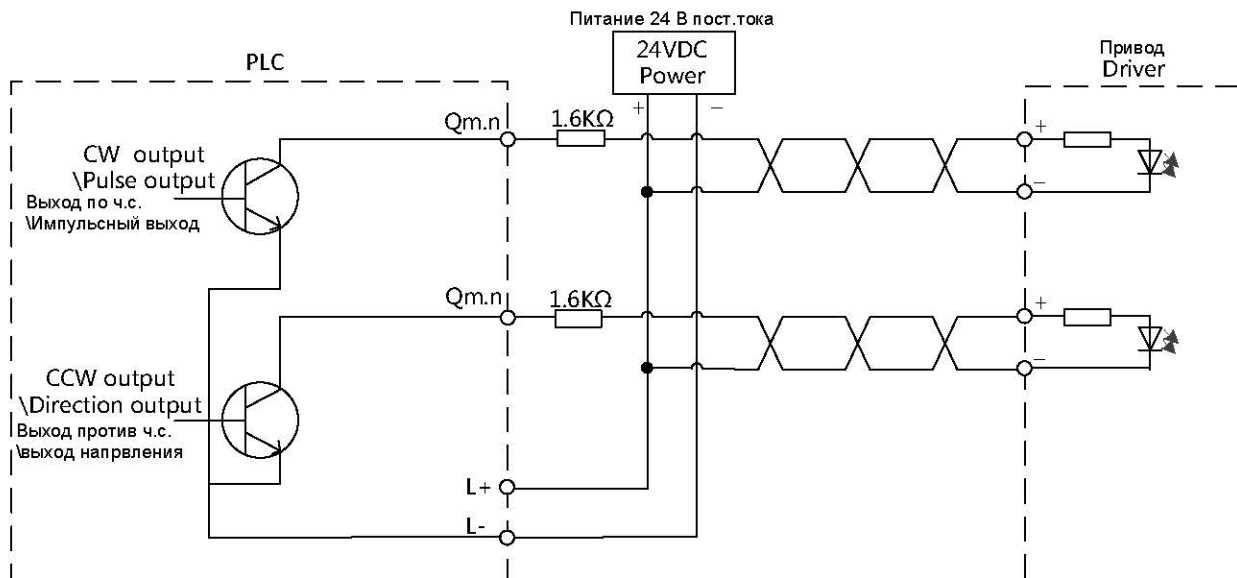 Питание 24 В пост.тока
24VDC
Power
+
−
PLC
Привод
Driver
Qm.n
1.6KΩ
+
−
CW output
\Pulse output
Выход по ч.с.
\Импульсный выход
Qm.n
1.6KΩ
+
−
CCW output
\Direction output
Выход против ч.с.
\выход напрвления
L+
L-